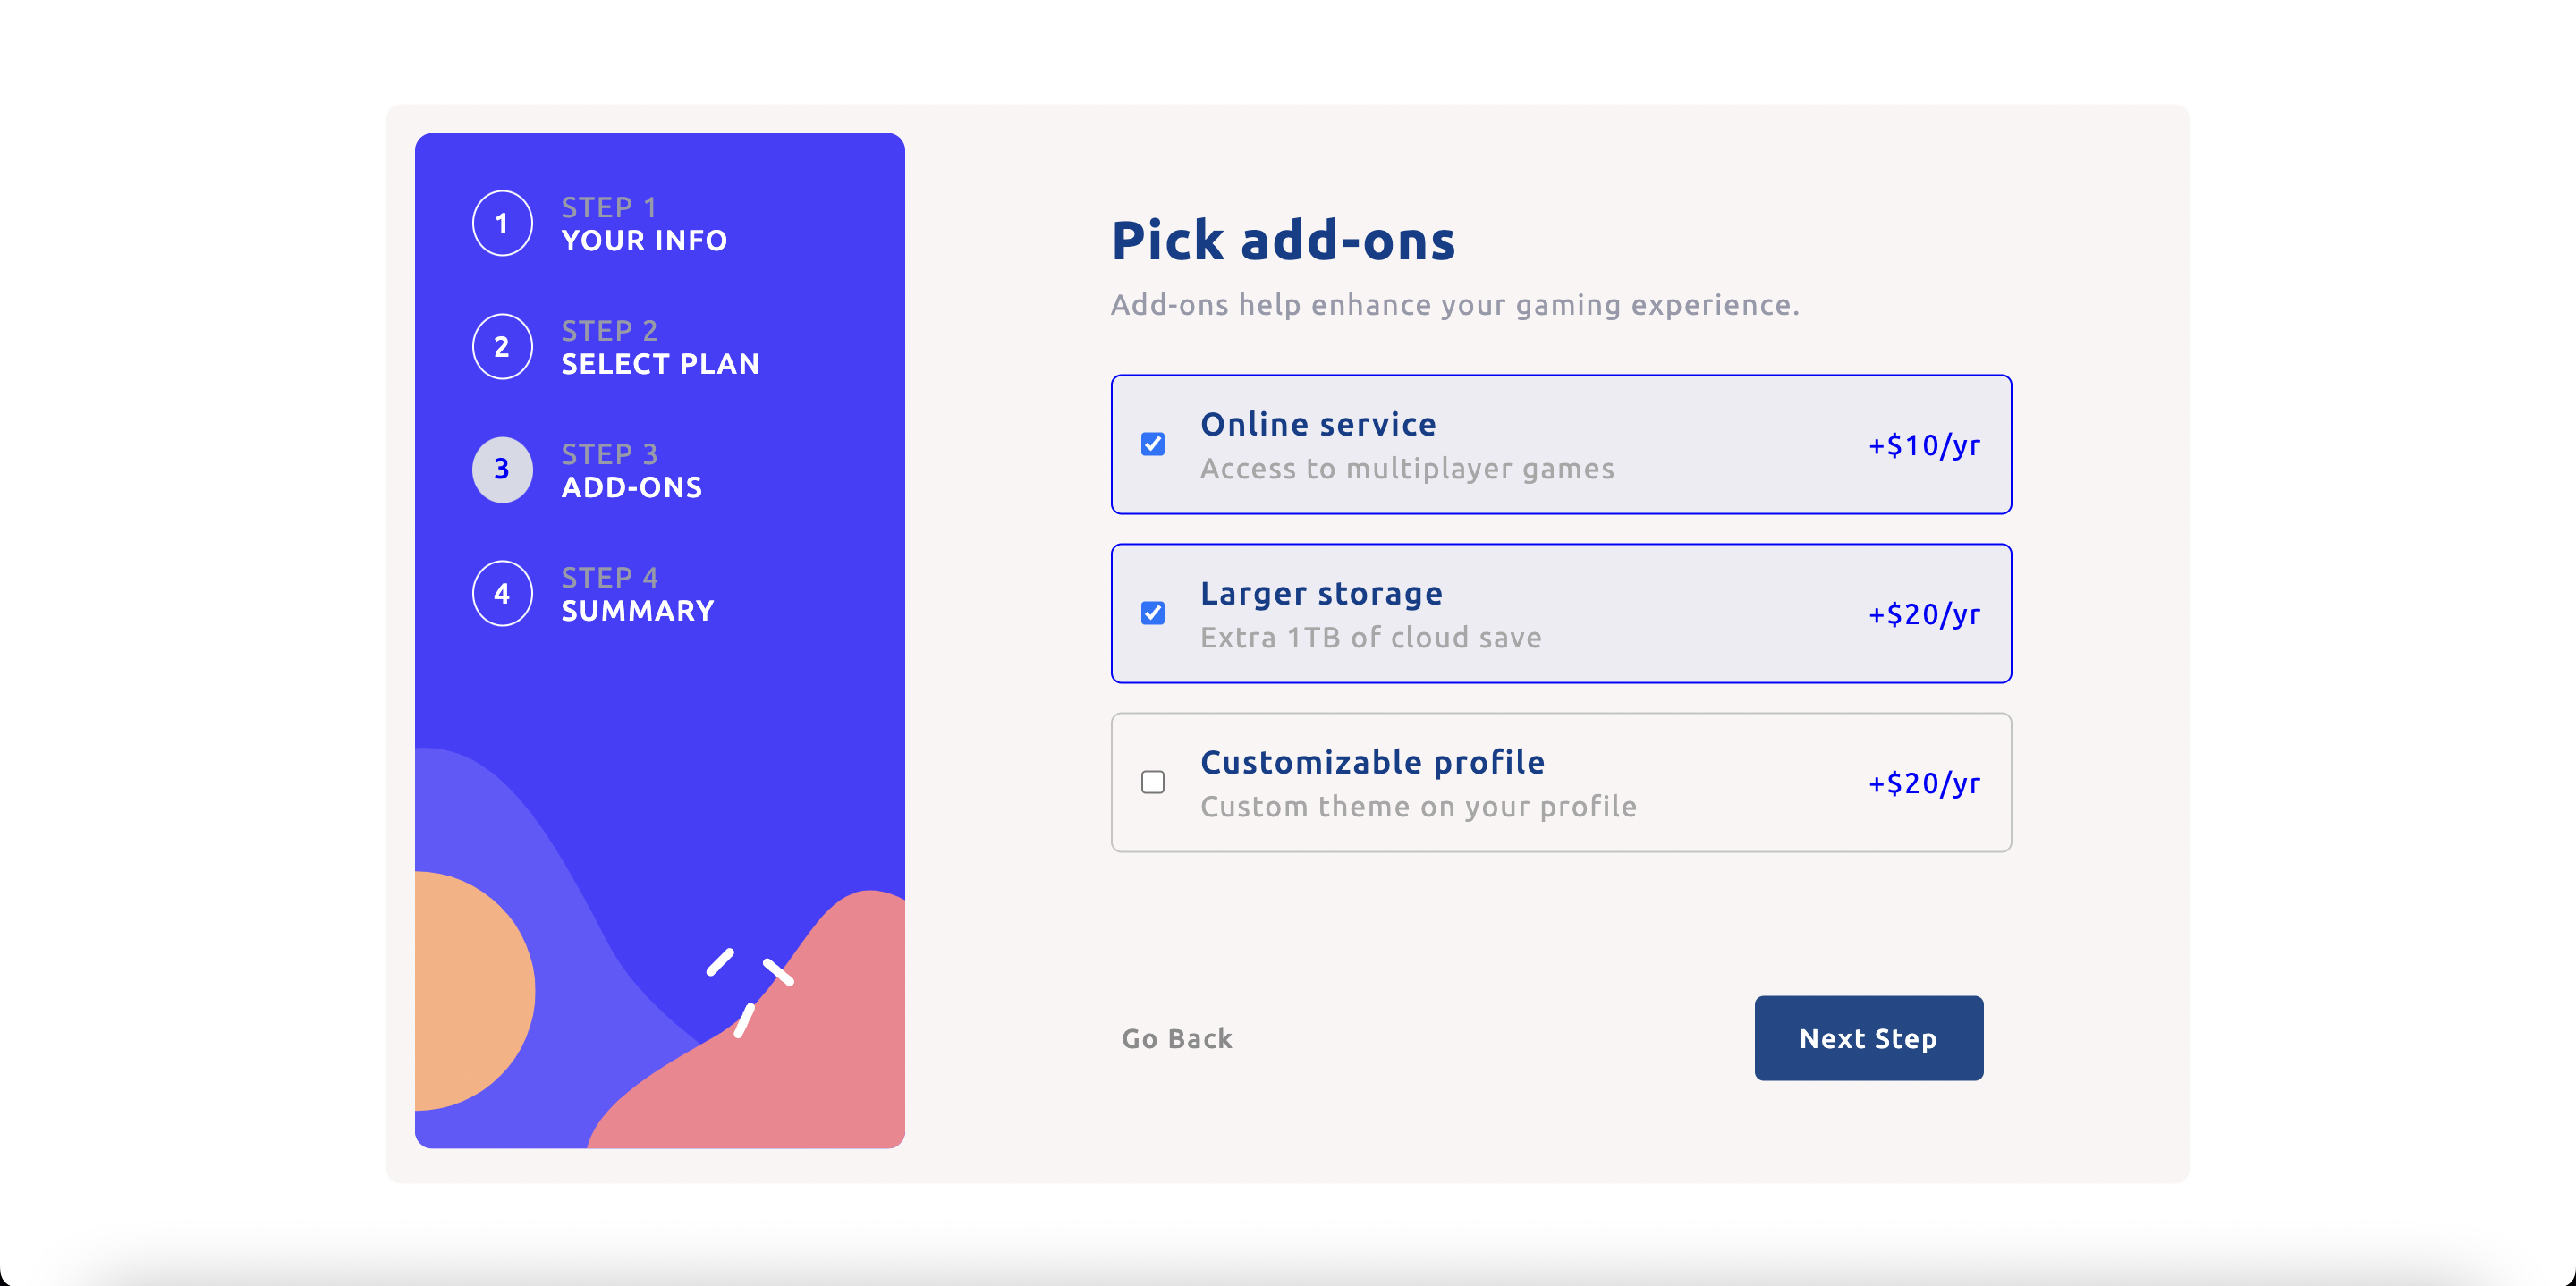 1
STEP 1
YOUR INFO
2
STEP 2
SELECT PLAN
3
STEP 3
ADD-ONS
4
STEP 4
SUMMARY
Pick add-ons
Add-ons help enhance your gaming experience.
Online service
Access to multiplayer games
+$10/yr
Larger storage
Extra 1TB of cloud save
+$20/yr
Customizable profile
Custom theme on your profile
+$20/yr
Go Back
Next Step